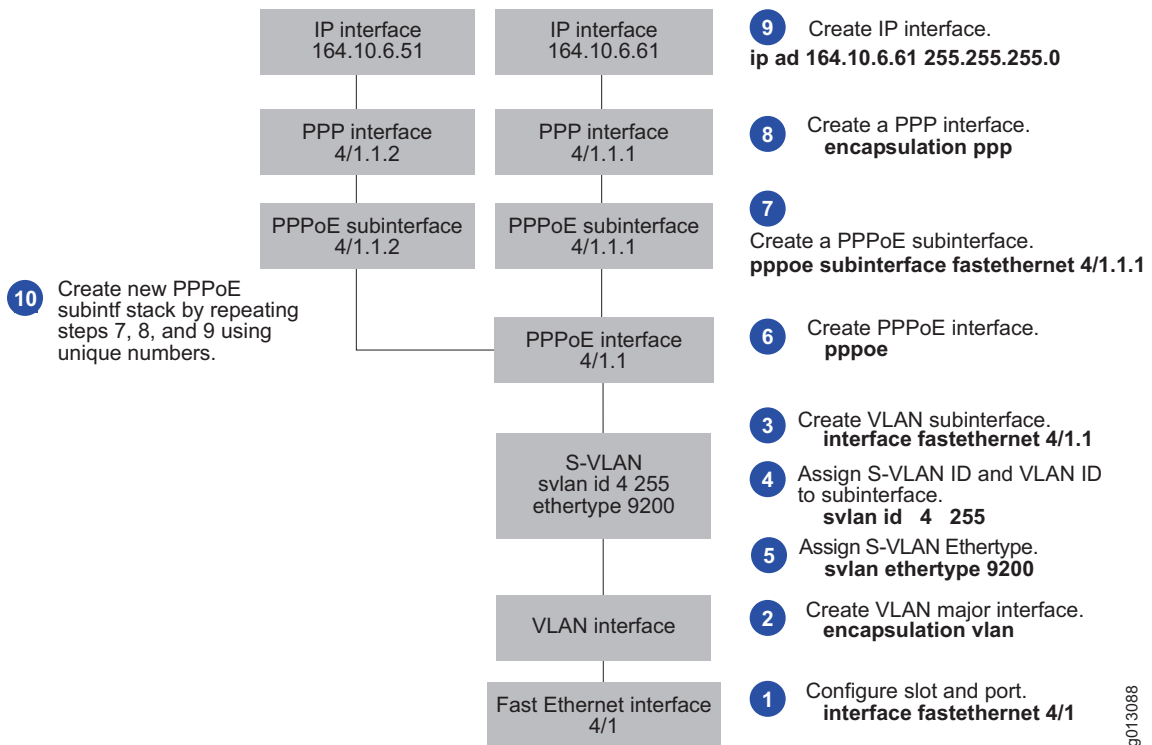 IP interface
164.10.6.51
IP interface
164.10.6.61
9 Create IP interface.
ip ad 164.10.6.61 255.255.255.0
PPP interface
4/1.1.2
PPP interface
4/1.1.1
8 Create a PPP interface.
encapsulation ppp
PPPoE subinterface
4/1.1.2
PPPoE subinterface
4/1.1.1
7
Create a PPPoE subinterface.
pppoe subinterface fastethernet 4/1.1.1
10 Create new PPPoE
subintf stack by repeating
steps 7, 8, and 9 using
unique numbers.
PPPoE interface
4/1.1
6 Create PPPoE interface.
pppoe
S-VLAN
svlan id 4 255
ethertype 9200
3 Create VLAN subinterface.
interface fastethernet 4/1.1
4 Assign S-VLAN ID and VLAN ID
to subinterface.
svlan id 4 255
5 Assign S-VLAN Ethertype.
svlan ethertype 9200
VLAN interface
2 Create VLAN major interface.
encapsulation vlan
Fast Ethernet interface
4/1
1 Configure slot and port.
interface fastethernet 4/1
g013088